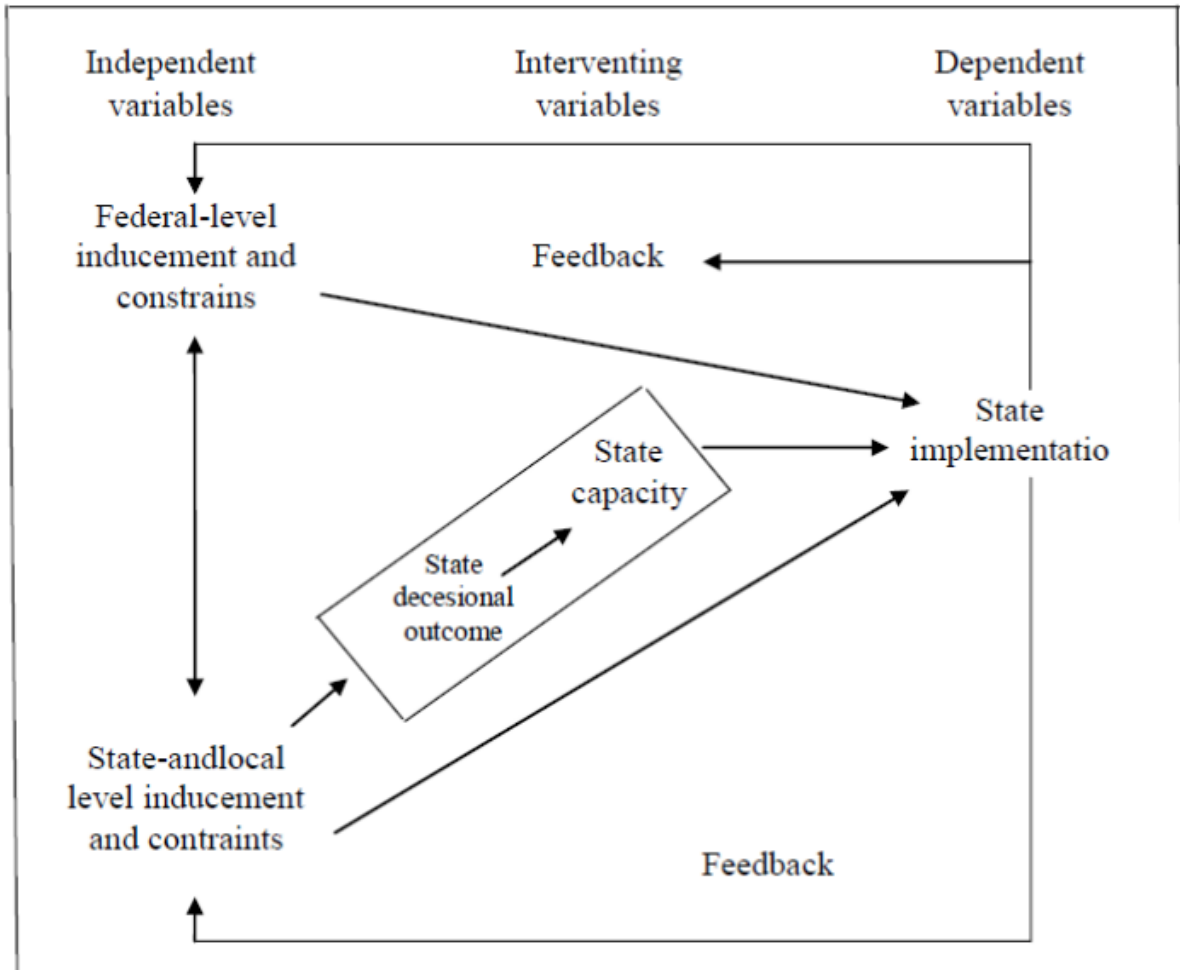 Independent
variables
Interventing
variables
Dependent
variables
Federal-level
inducement and
constrains
Feedback
State
implementatio
State
capacity
State
decesional
outcome
State-andlocal
level inducement
and contraints
Feedback